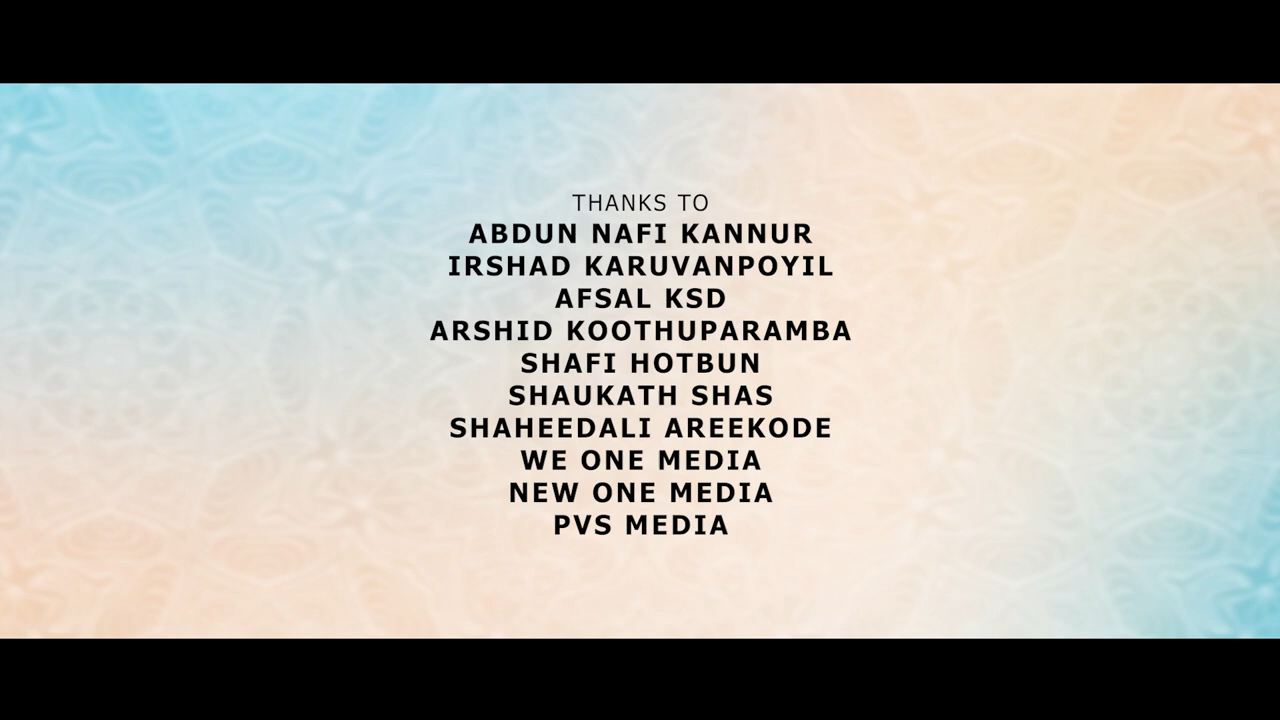 THANKS TO
ABDUN NAFI KANNUR
IRSHAD KARUVANPOYIL
AFSAL KSD
ARSHID KOOTHUPARAMBA
SHAFI HOTBUN
SHAUKATH SHAS
SHAHEEDALI AREEKODE
WE ONE MEDIA
NEW ONE MEDIA
PVS MEDIA